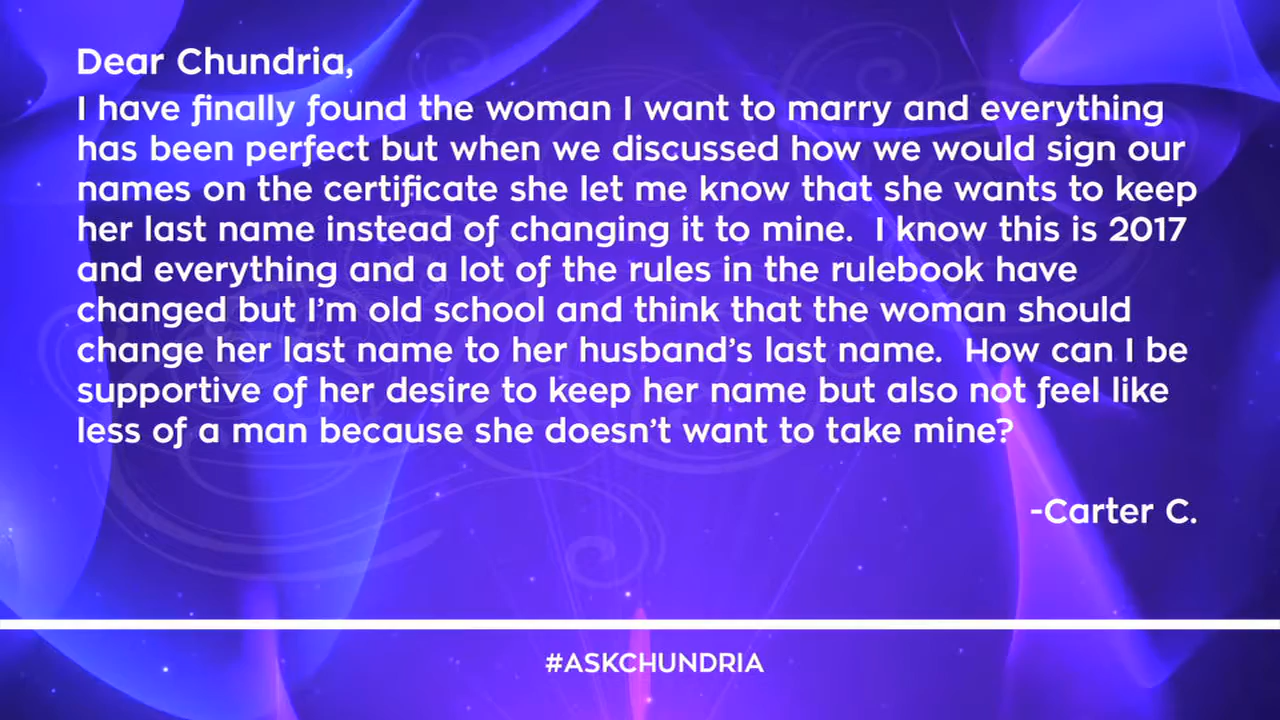 Dear Chundria,
I have finally found the woman I want to marry and everything
has been perfect but when we discussed how we would sign our
names on the certificate she let me know that she wants to keep
her last name instead of changing it to mine.  I know this is 2017
and everything and a lot of the rules in the rulebook have
changed but I'm old school and think that the woman should
change her last name to her husband's last name.  How can I be
supportive of her desire to keep her name but also not feel like
less of a man because she doesn't want to take mine?
-Carter C.
#ASKCHUNDRIA